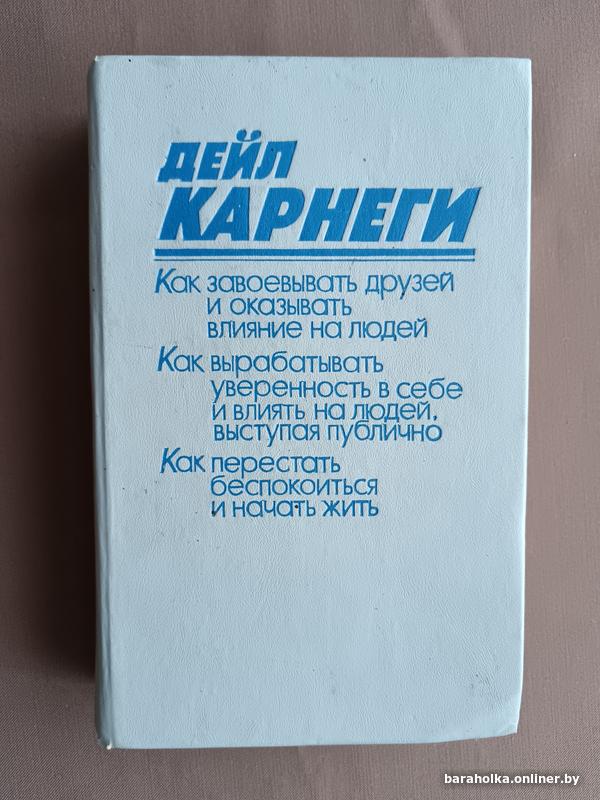 ДЕЙЛ
КАРНЕГИ
Как завоевывать друзей
и оказывать
влияние на людей
Как вырабатывать
уверенность в себе
и влиять на людей,
выступая публично
Как перестать
беспокоиться
и начать жить
baraholka.onliner.by